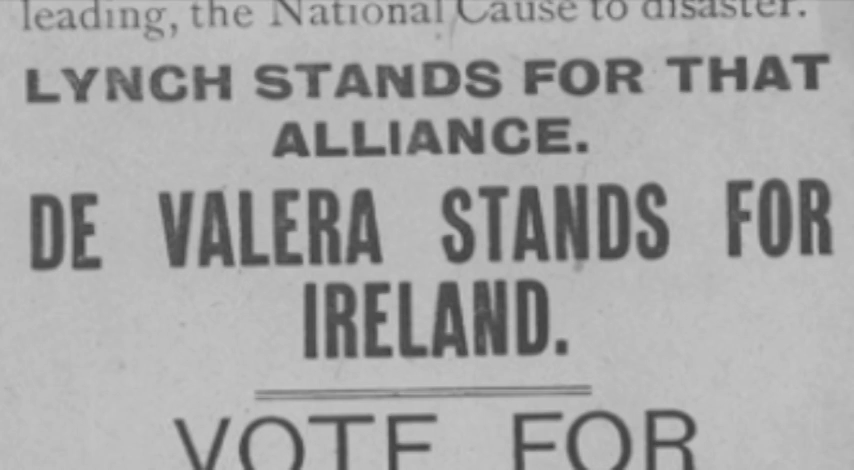 leading, the National Cause to disaster.
LYNCH STANDS FOR THAT
ALLIANCE.
DE VALERA STANDS FOR
IRELAND.
VOTE FOR